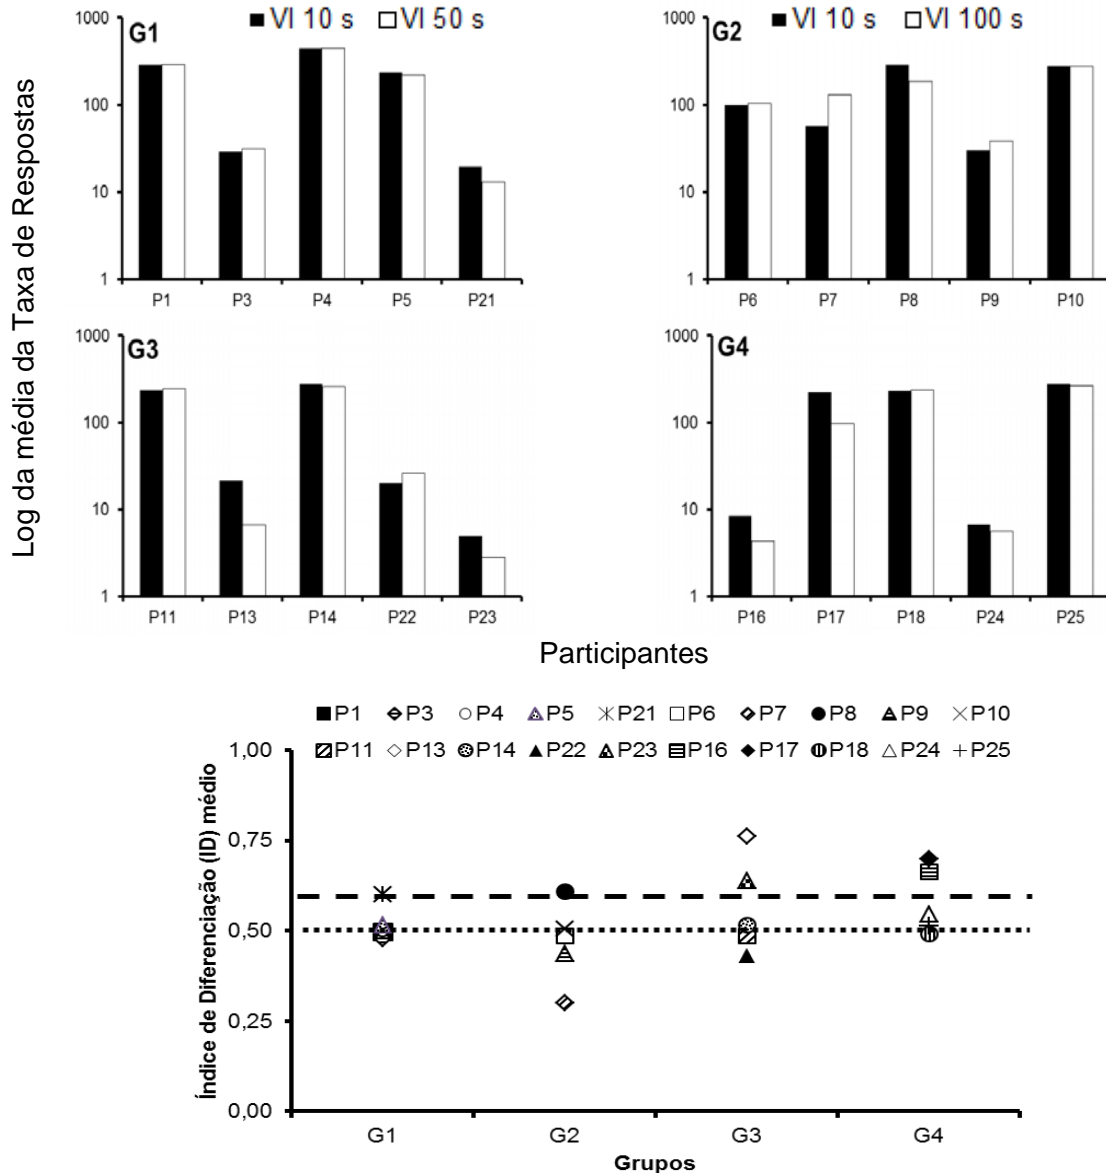 Log da média da Taxa de Respostas
G1
■ VI 10 s □ VI 50 s
1000
100
10
1
P1 P3 P4 P5 P21
G2
■ VI 10 s □ VI 100 s
1000
100
10
1
P6 P7 P8 P9 P10
G3
1000
100
10
1
P11 P13 P14 P22 P23
G4
1000
100
10
1
P16 P17 P18 P24 P25
Participantes
P1 P3 P4 P5 P21 P6 P7 P8 P9 P10
P11 P13 P14 P22 P23 P16 P17 P18 P24 P25
Índice de Diferenciação (ID) médio
1,00
0,75
0,50
0,25
0,00
G1 G2 G3 G4
Grupos